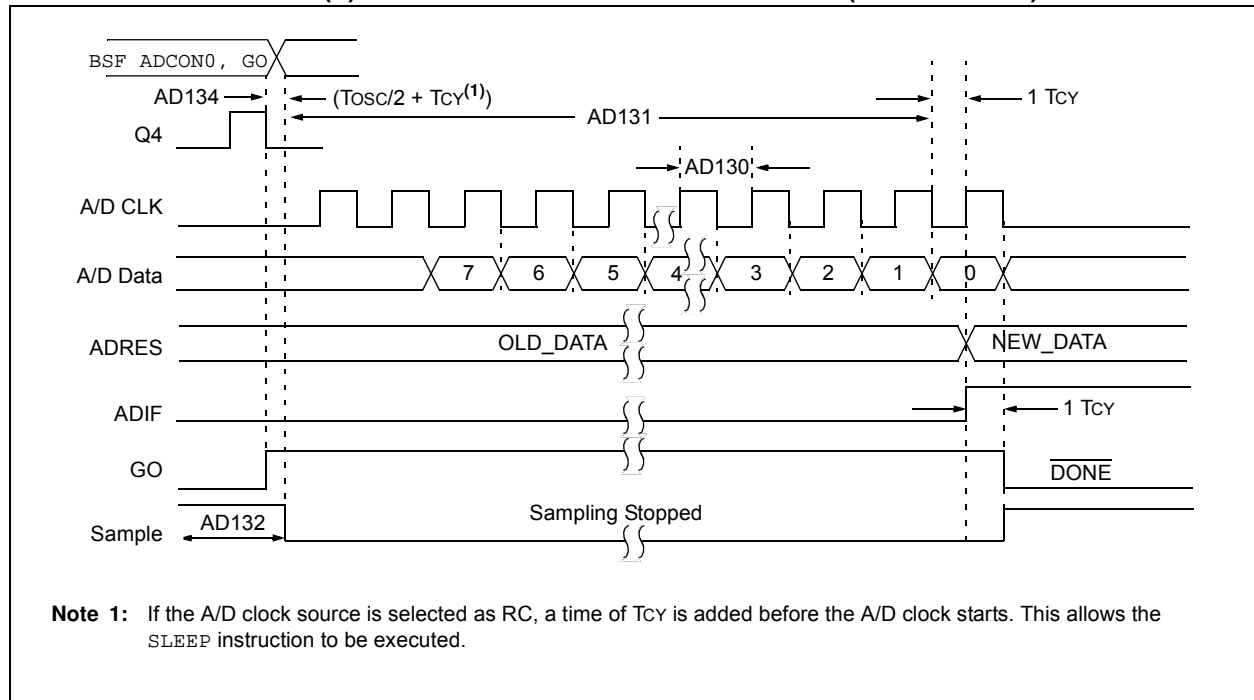 BSF ADCON0, GO
AD134
(TOSC/2 + TCY(1))
1 TCY
AD131
Q4
AD130
A/D CLK
A/D Data
7 6 5 4 3 2 1 0
ADRES
OLD_DATA
NEW_DATA
ADIF
1 TCY
GO
DONE
Sample
AD132
Sampling Stopped
Note 1: If the A/D clock source is selected as RC, a time of TCY is added before the A/D clock starts. This allows the
SLEEP instruction to be executed.